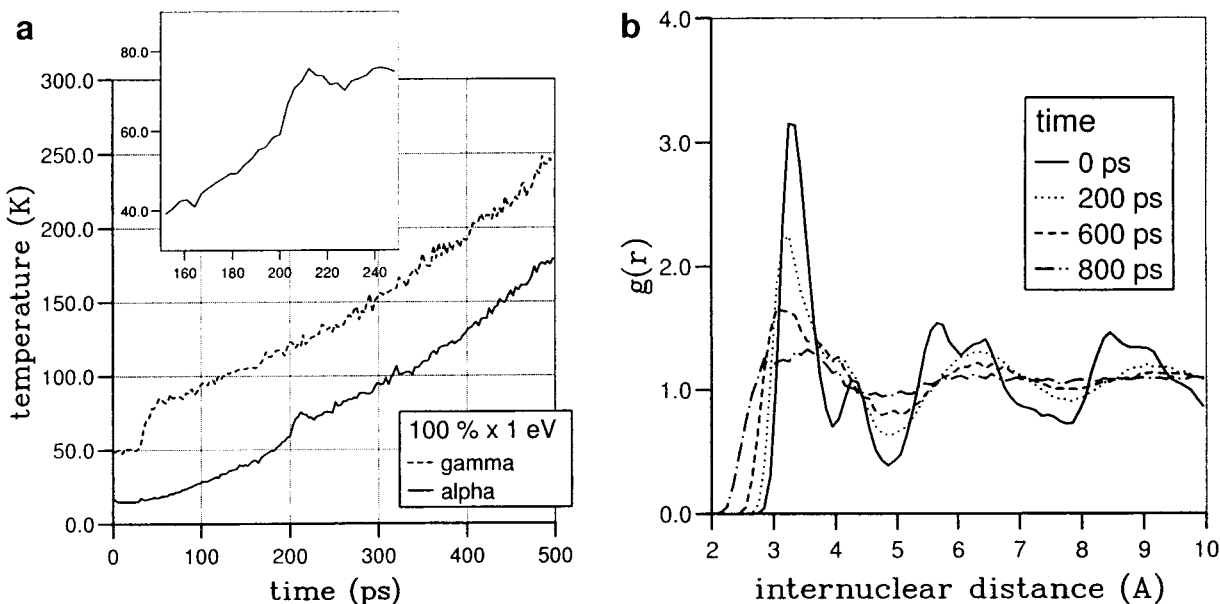 a
80.0
60.0
40.0
160 180 200 220 240
300.0
250.0
200.0
150.0
100.0
50.0
0.0
0 100 200 300 400 500
temperature (K)
time (ps)
100 % x 1 eV
gamma
alpha
b
4.0
3.0
2.0
1.0
0.0
2 3 4 5 6 7 8 9 10
g(r)
internuclear distance (A)
time
0 ps
200 ps
600 ps
800 ps